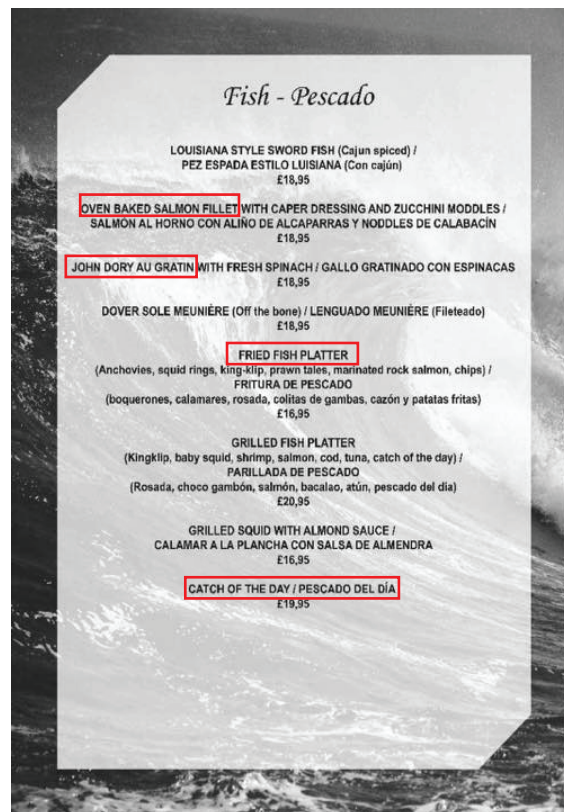 Fish - Pescado
LOUISIANA STYLE SWORD FISH (Cajun spiced) /
PEZ ESPADA ESTILO LUISIANA (Con cajún)
£18,95
OVEN BAKED SALMON FILLET WITH CAPER DRESSING AND ZUCCHINI MODDLES /
SALMÓN AL HORNO CON ALIÑO DE ALCAPARRAS Y NODDLES DE CALABACÍN
£18,95
JOHN DORY AU GRATIN WITH FRESH SPINACH / GALLO GRATINADO CON ESPINACAS
£18,95
DOVER SOLE MEUNIÈRE (Off the bone) / LENGUADO MEUNIÈRE (Fileteado)
£18,95
FRIED FISH PLATTER
(Anchovies, squid rings, king-klip, prawn tales, marinated rock salmon, chips) /
FRITURA DE PESCADO
(boquerones, calamares, rosada, colitas de gambas, cazón y patatas fritas)
£16,95
GRILLED FISH PLATTER
(Kingklip, baby squid, shrimp, salmon, cod, tuna, catch of the day) /
PARILLADA DE PESCADO
(Rosada, choco gambón, salmón, bacalao, atún, pescado del día)
£20,95
GRILLED SQUID WITH ALMOND SAUCE /
CALAMAR A LA PLANCHA CON SALSA DE ALMENDRA
£16,95
CATCH OF THE DAY / PESCADO DEL DÍA
£19,95